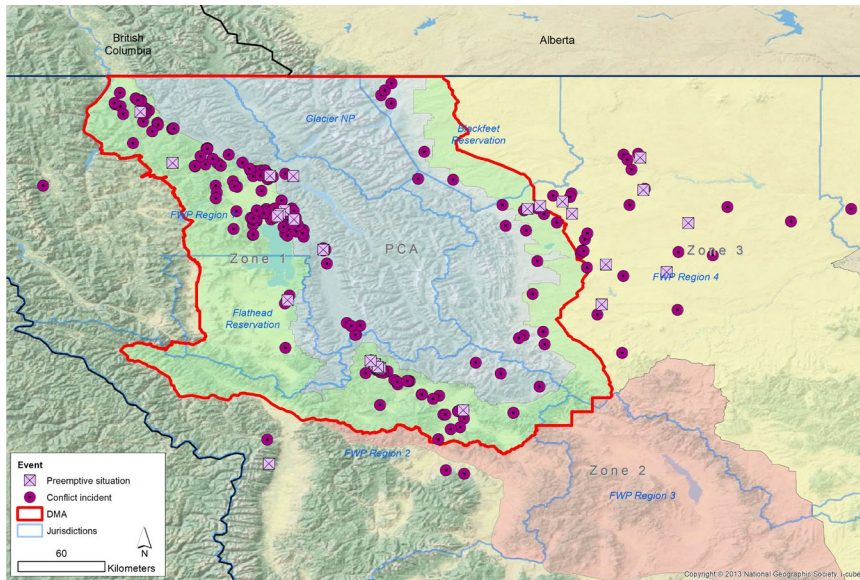 British
Columbia
Alberta
Glacier NP
Blackfeet
Reservation
FWP Region
Zone 1
PCA
Zone 3
FWP Region 4
Flathead
Reservation
FWP Region 2
Zone 2
FWP Region 3
Event
Preemptive situation
Conflict incident
DMA
Jurisdictions
60
Kilometers
N
Copyright © 2013 National Geographic Society, i-cube